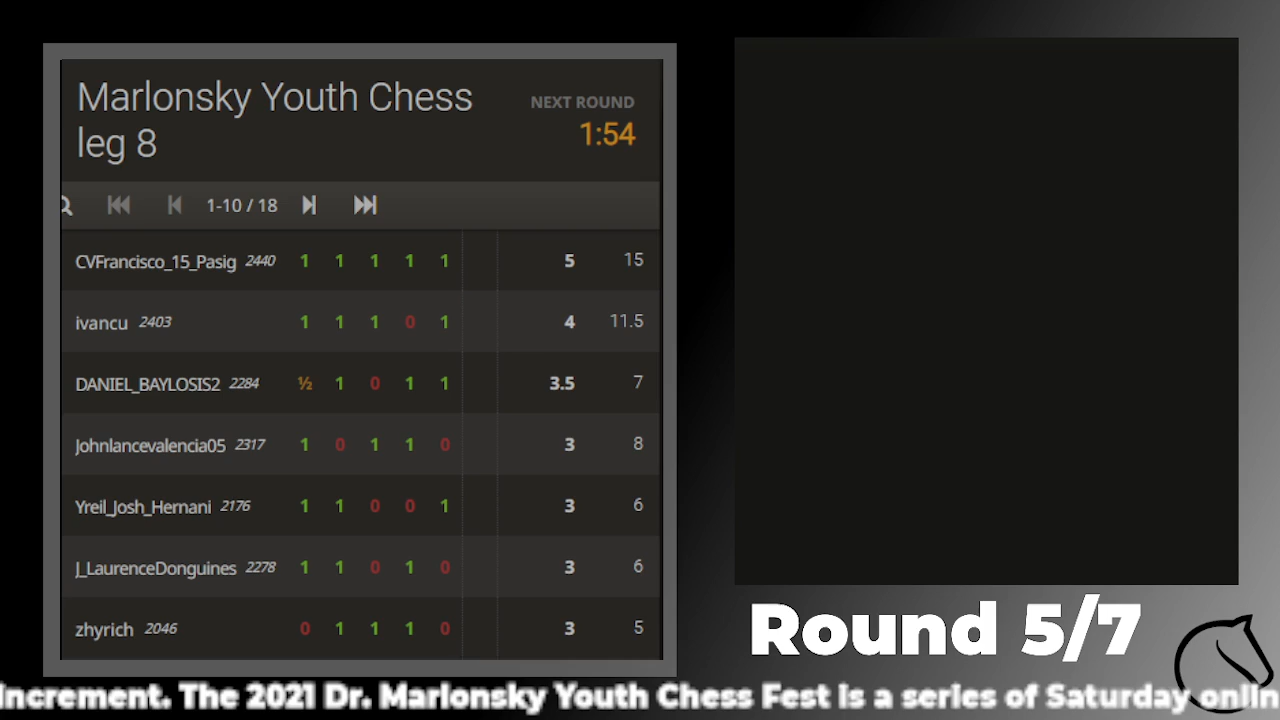 Marlonsky Youth Chess
leg 8
NEXT ROUND
1:54
1-10 / 18
CVFrancisco_15_Pasig 2440 1 1 1 1 1 5 15
ivancu 2403 1 1 1 0 1 4 11.5
DANIEL_BAYLOSIS2 2284 ½ 1 0 1 1 3.5 7
Johnlancevalencia05 2317 1 0 1 1 0 3 8
Yreil_Josh_Hernani 2176 1 1 0 0 1 3 6
J_LaurenceDonguines 2278 1 1 0 1 0 3 6
zhyrich 2046 0 1 1 1 0 3 5
Round 5/7
Increment. The 2021 Dr. Marlonsky Youth Chess Fest is a series of Saturday onlin